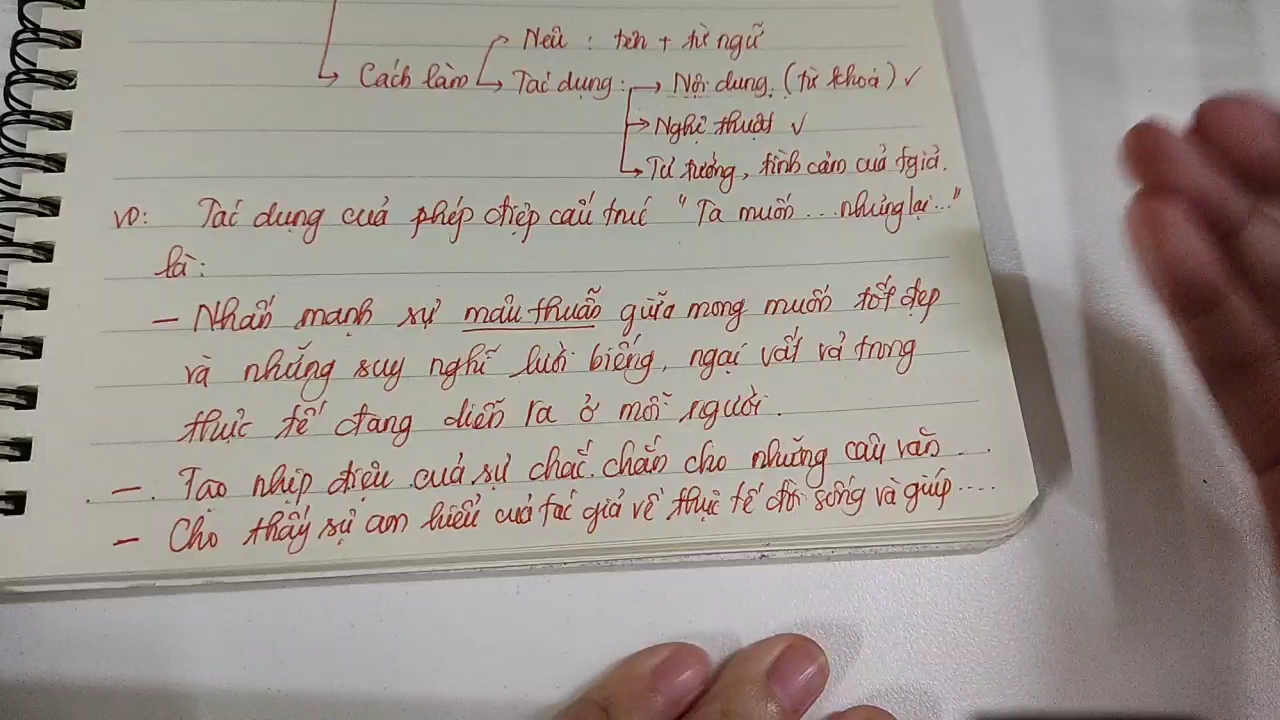 Nêu : tên + từ ngữ
Cách làm Tác dụng : Nội dung. (từ khoá) ✓
Nghệ thuật ✓
Tư tưởng, tình cảm của tgiả.
VD: Tác dụng của phép điệp cấu trúc "Ta muốn ... nhưng lại ..."
là:
- Nhấn mạnh sự mâu thuẫn giữa mong muốn tốt đẹp
và những suy nghĩ lười biếng, ngại vất vả trong
thực tế đang diễn ra ở mỗi người.
- Tạo nhịp điệu của sự chắc chắn cho những câu văn ...
- Cho thấy sự am hiểu của tác giả về thực tế đời sống và giúp ....